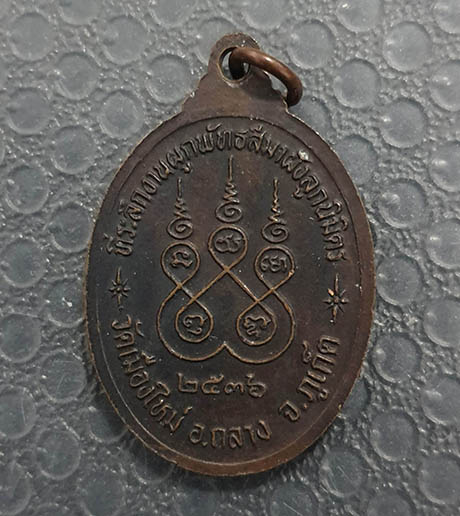 ที่ระลึกงานผูกพัทธสีมาฝังลูกนิมิตร
๒๕๓๖
วัดเมืองใหม่ อ.ถลาง จ.ภูเก็ต